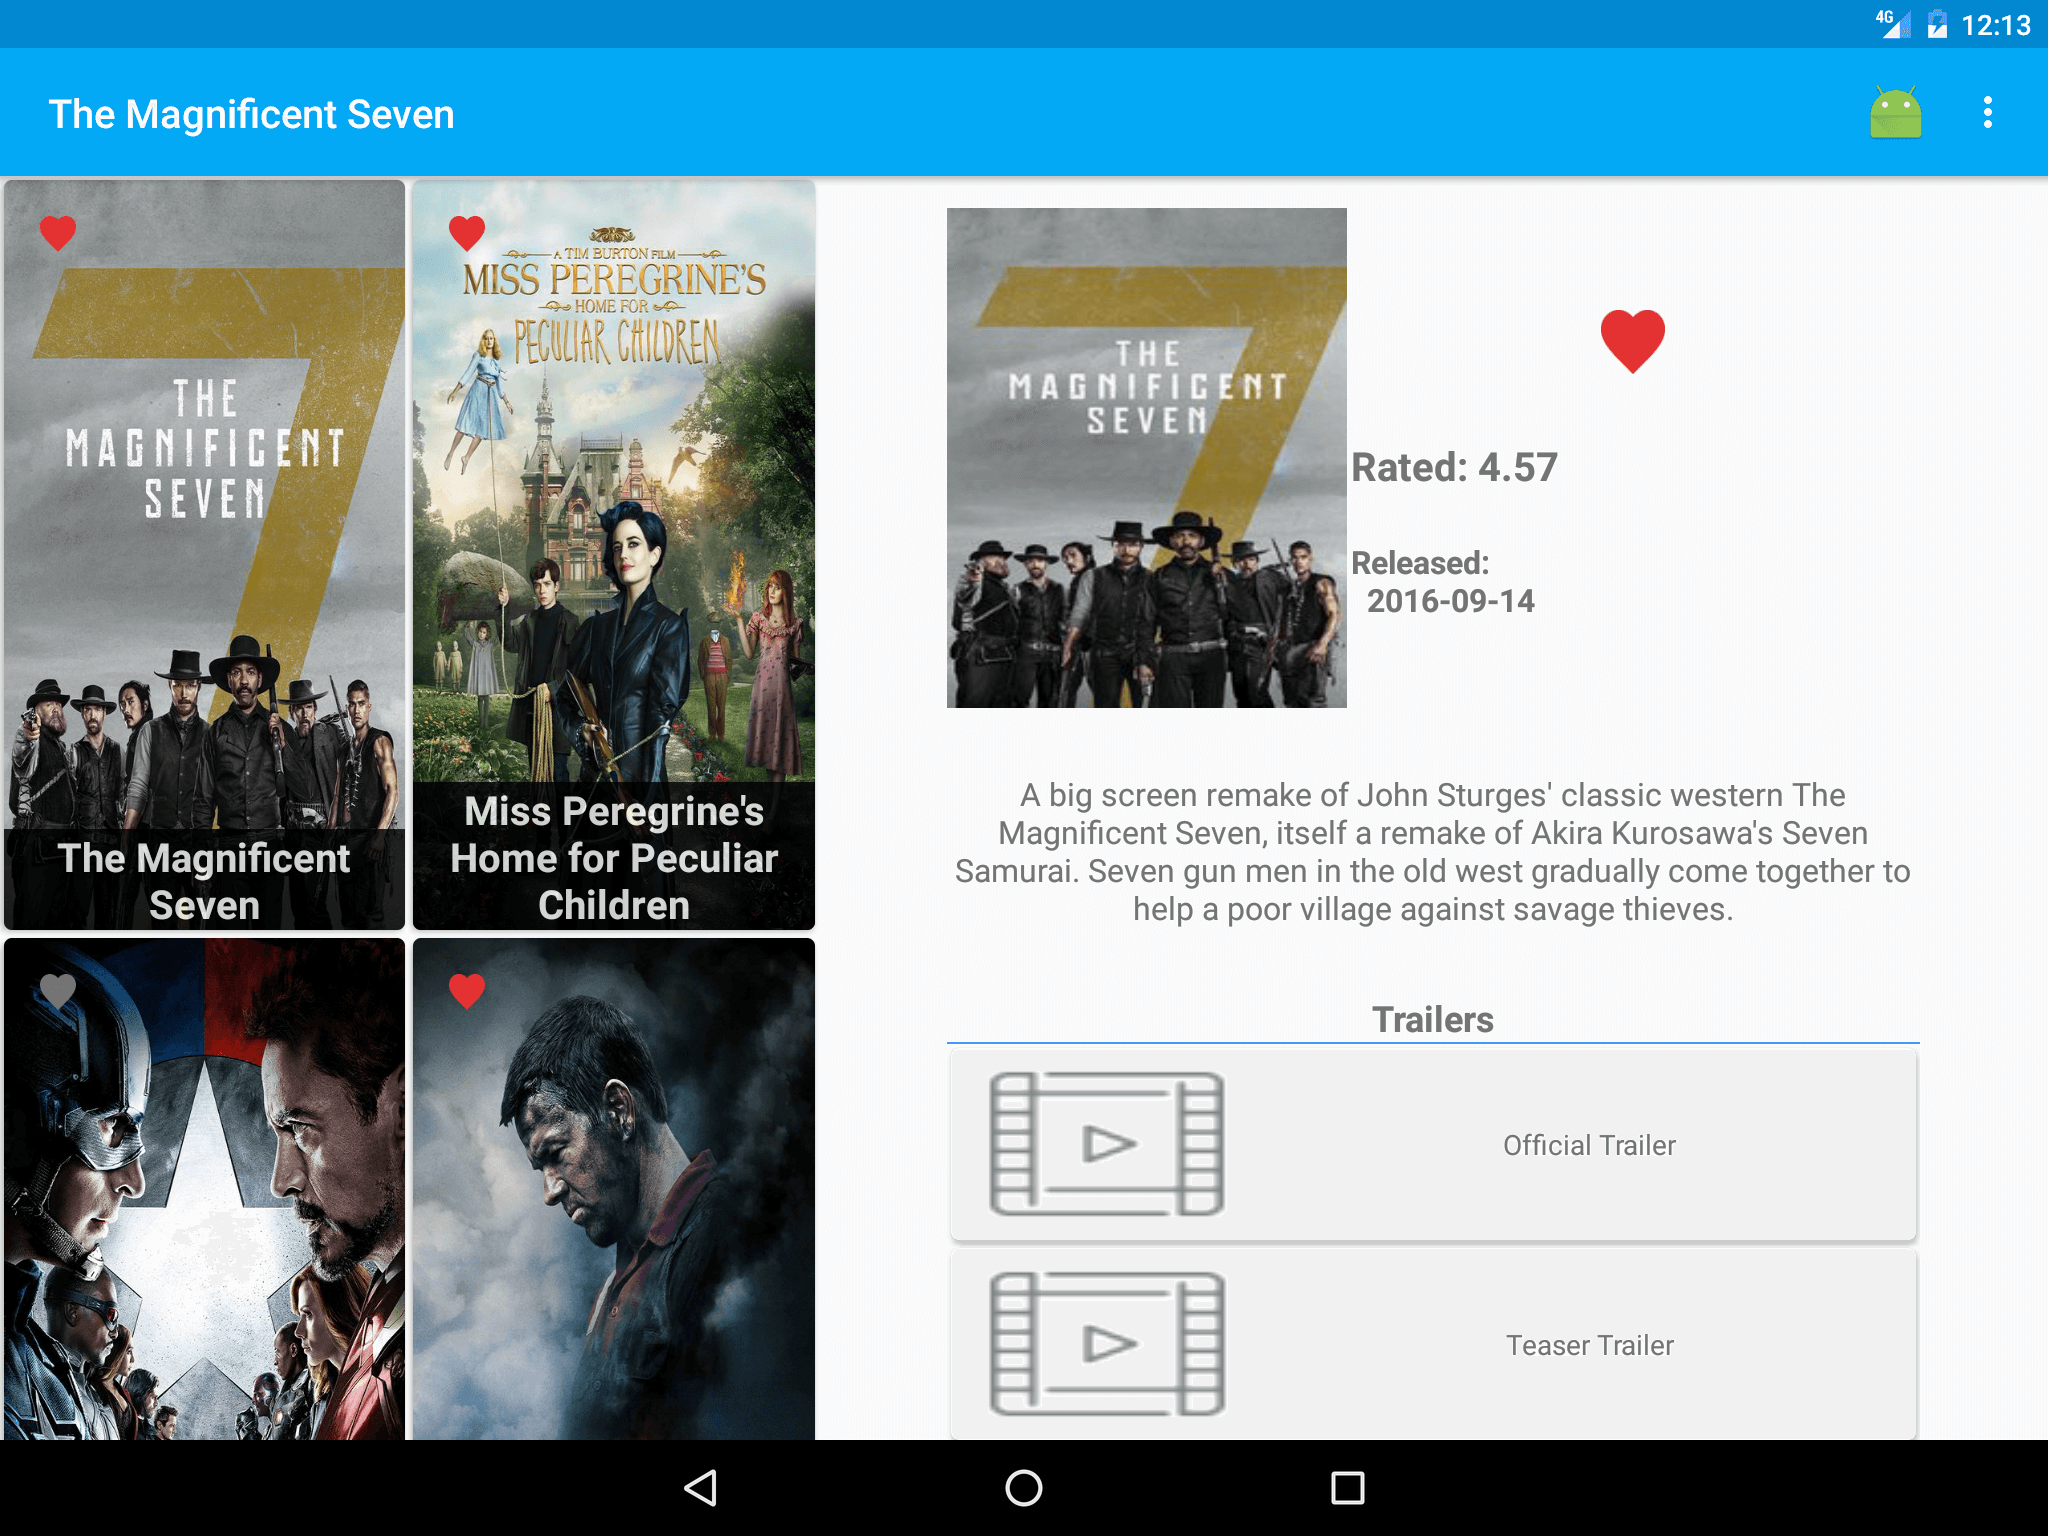 4G 12:13
The Magnificent Seven
THE
MAGNIFICENT
SEVEN
The Magnificent
Seven
A TIM BURTON FILM
MISS PEREGRINE'S
HOME FOR
PECULIAR CHILDREN
Miss Peregrine's
Home for Peculiar
Children
THE
MAGNIFICENT
SEVEN
Rated: 4.57
Released:
2016-09-14
A big screen remake of John Sturges' classic western The
Magnificent Seven, itself a remake of Akira Kurosawa's Seven
Samurai. Seven gun men in the old west gradually come together to
help a poor village against savage thieves.
Trailers
Official Trailer
Teaser Trailer